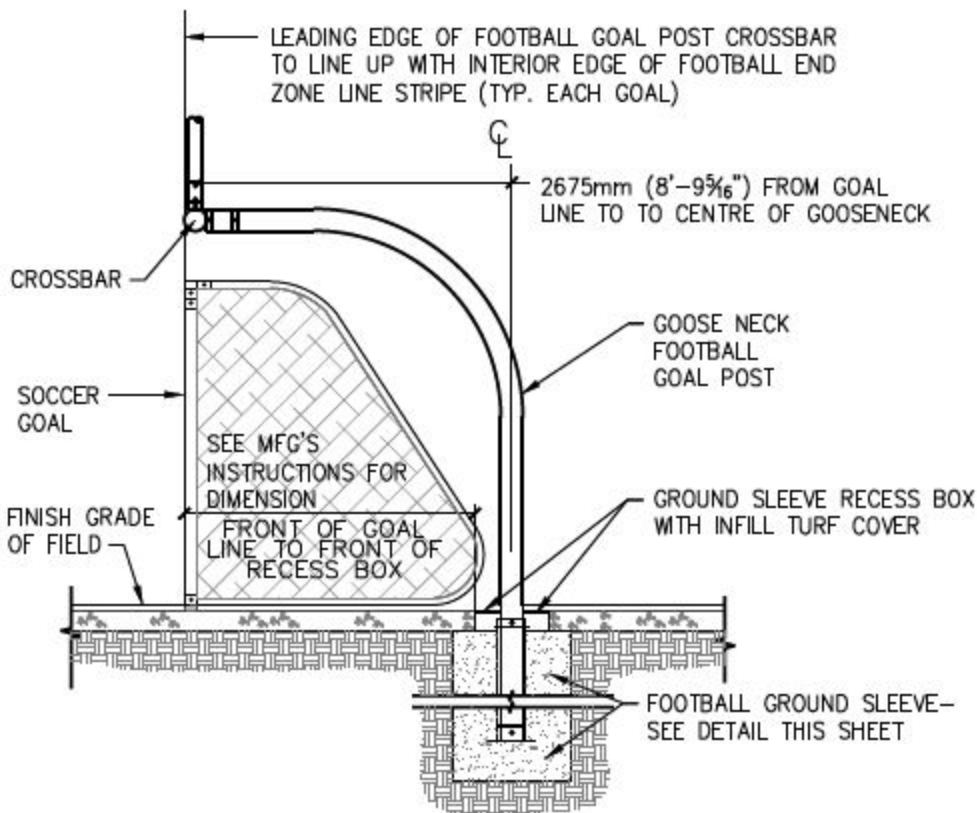 LEADING EDGE OF FOOTBALL GOAL POST CROSSBAR
TO LINE UP WITH INTERIOR EDGE OF FOOTBALL END
ZONE LINE STRIPE (TYP. EACH GOAL)
℄
2675mm (8'-9⁵⁄₁₆") FROM GOAL
LINE TO TO CENTRE OF GOOSENECK
CROSSBAR
GOOSE NECK
FOOTBALL
GOAL POST
SOCCER
GOAL
SEE MFG'S
INSTRUCTIONS FOR
DIMENSION
FRONT OF GOAL
LINE TO FRONT OF
RECESS BOX
GROUND SLEEVE RECESS BOX
WITH INFILL TURF COVER
FINISH GRADE
OF FIELD
FOOTBALL GROUND SLEEVE-
SEE DETAIL THIS SHEET